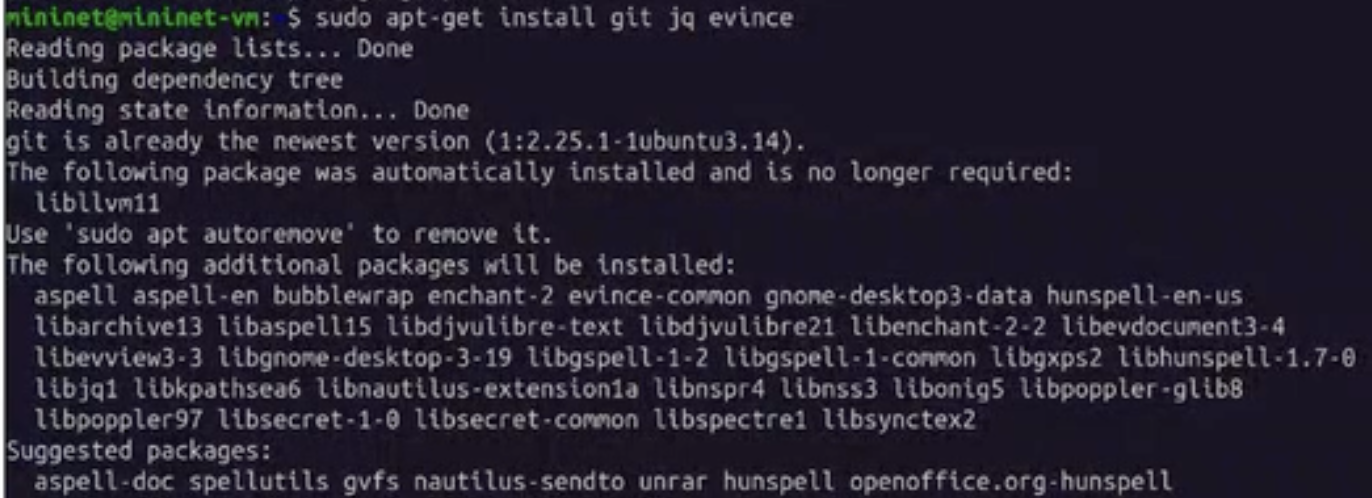 mininet@mininet-vm:~$ sudo apt-get install git jq evince
Reading package lists... Done
Building dependency tree
Reading state information... Done
git is already the newest version (1:2.25.1-1ubuntu3.14).
The following package was automatically installed and is no longer required:
  libllvm11
Use 'sudo apt autoremove' to remove it.
The following additional packages will be installed:
  aspell aspell-en bubblewrap enchant-2 evince-common gnome-desktop3-data hunspell-en-us
  libarchive13 libaspell15 libdjvulibre-text libdjvulibre21 libenchant-2-2 libevdocument3-4
  libevview3-3 libgnome-desktop-3-19 libgspell-1-2 libgspell-1-common libgxps2 libhunspell-1.7-0
  libjq1 libkpathsea6 libnautilus-extension1a libnspr4 libnss3 libonig5 libpoppler-glib8
  libpoppler97 libsecret-1-0 libsecret-common libspectre1 libsynctex2
Suggested packages:
  aspell-doc spellutils gvfs nautilus-sendto unrar hunspell openoffice.org-hunspell